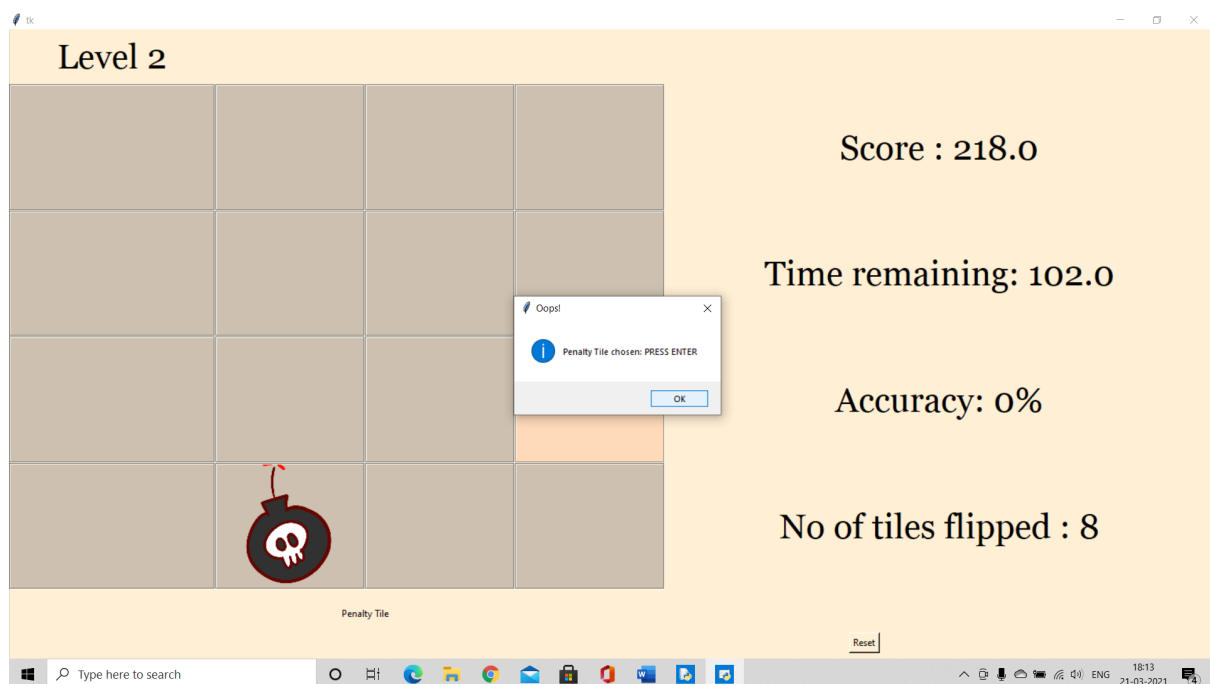 tk
Level 2
Score : 218.0
Time remaining: 102.0
Oops!
Penalty Tile chosen: PRESS ENTER
OK
Accuracy: 0%
No of tiles flipped : 8
Penalty Tile
Reset
Type here to search
ENG
18:13
21-03-2021
4